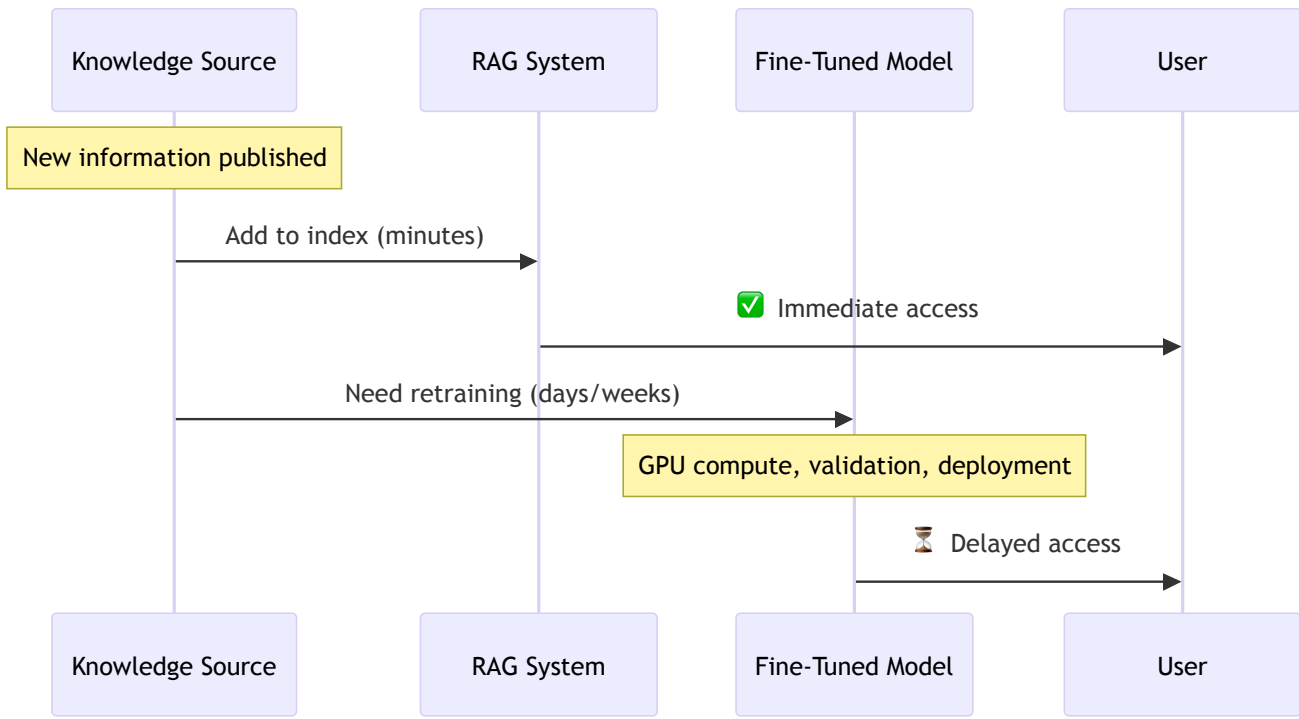 Knowledge Source
RAG System
Fine-Tuned Model
User
New information published
Add to index (minutes)
✅ Immediate access
Need retraining (days/weeks)
GPU compute, validation, deployment
⏳ Delayed access
Knowledge Source
RAG System
Fine-Tuned Model
User